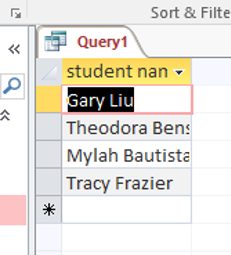 Sort & Filte
Query1
student nan
Gary Liu
Theodora Bens
Mylah Bautista
Tracy Frazier